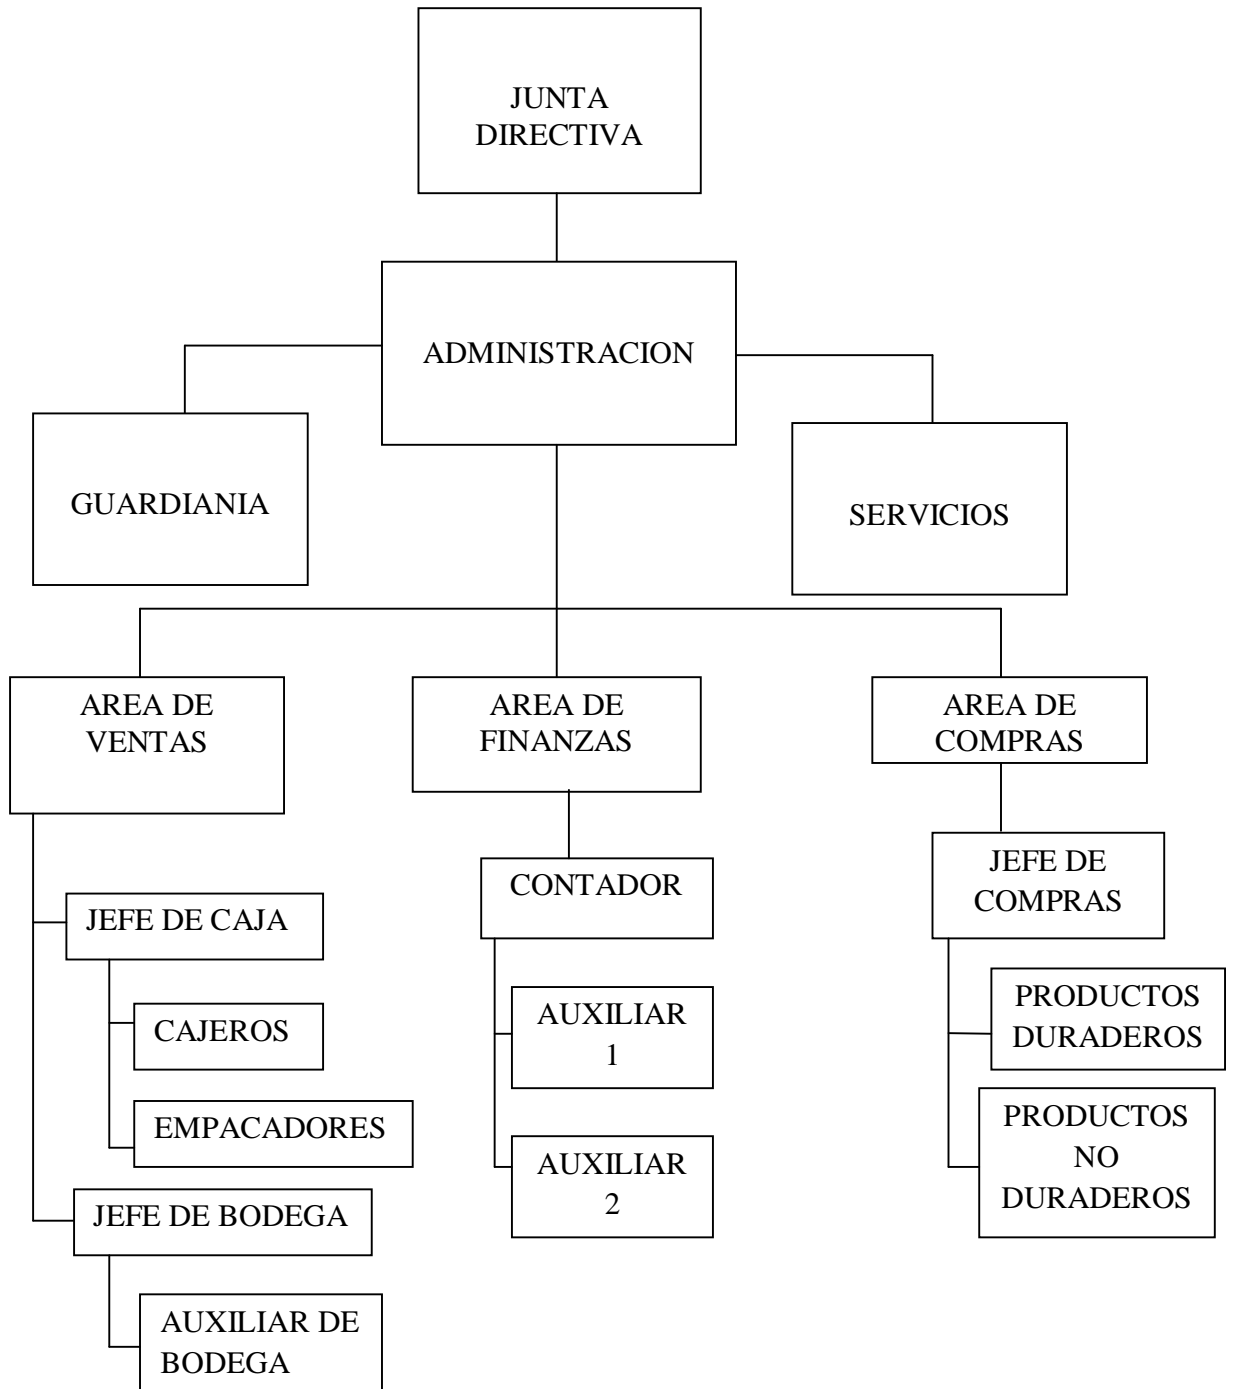 JUNTA
DIRECTIVA
ADMINISTRACION
GUARDIANIA
SERVICIOS
AREA DE
VENTAS
AREA DE
FINANZAS
AREA DE
COMPRAS
JEFE DE CAJA
CAJEROS
EMPACADORES
JEFE DE BODEGA
AUXILIAR DE
BODEGA
CONTADOR
AUXILIAR
1
AUXILIAR
2
JEFE DE
COMPRAS
PRODUCTOS
DURADEROS
PRODUCTOS
NO
DURADEROS